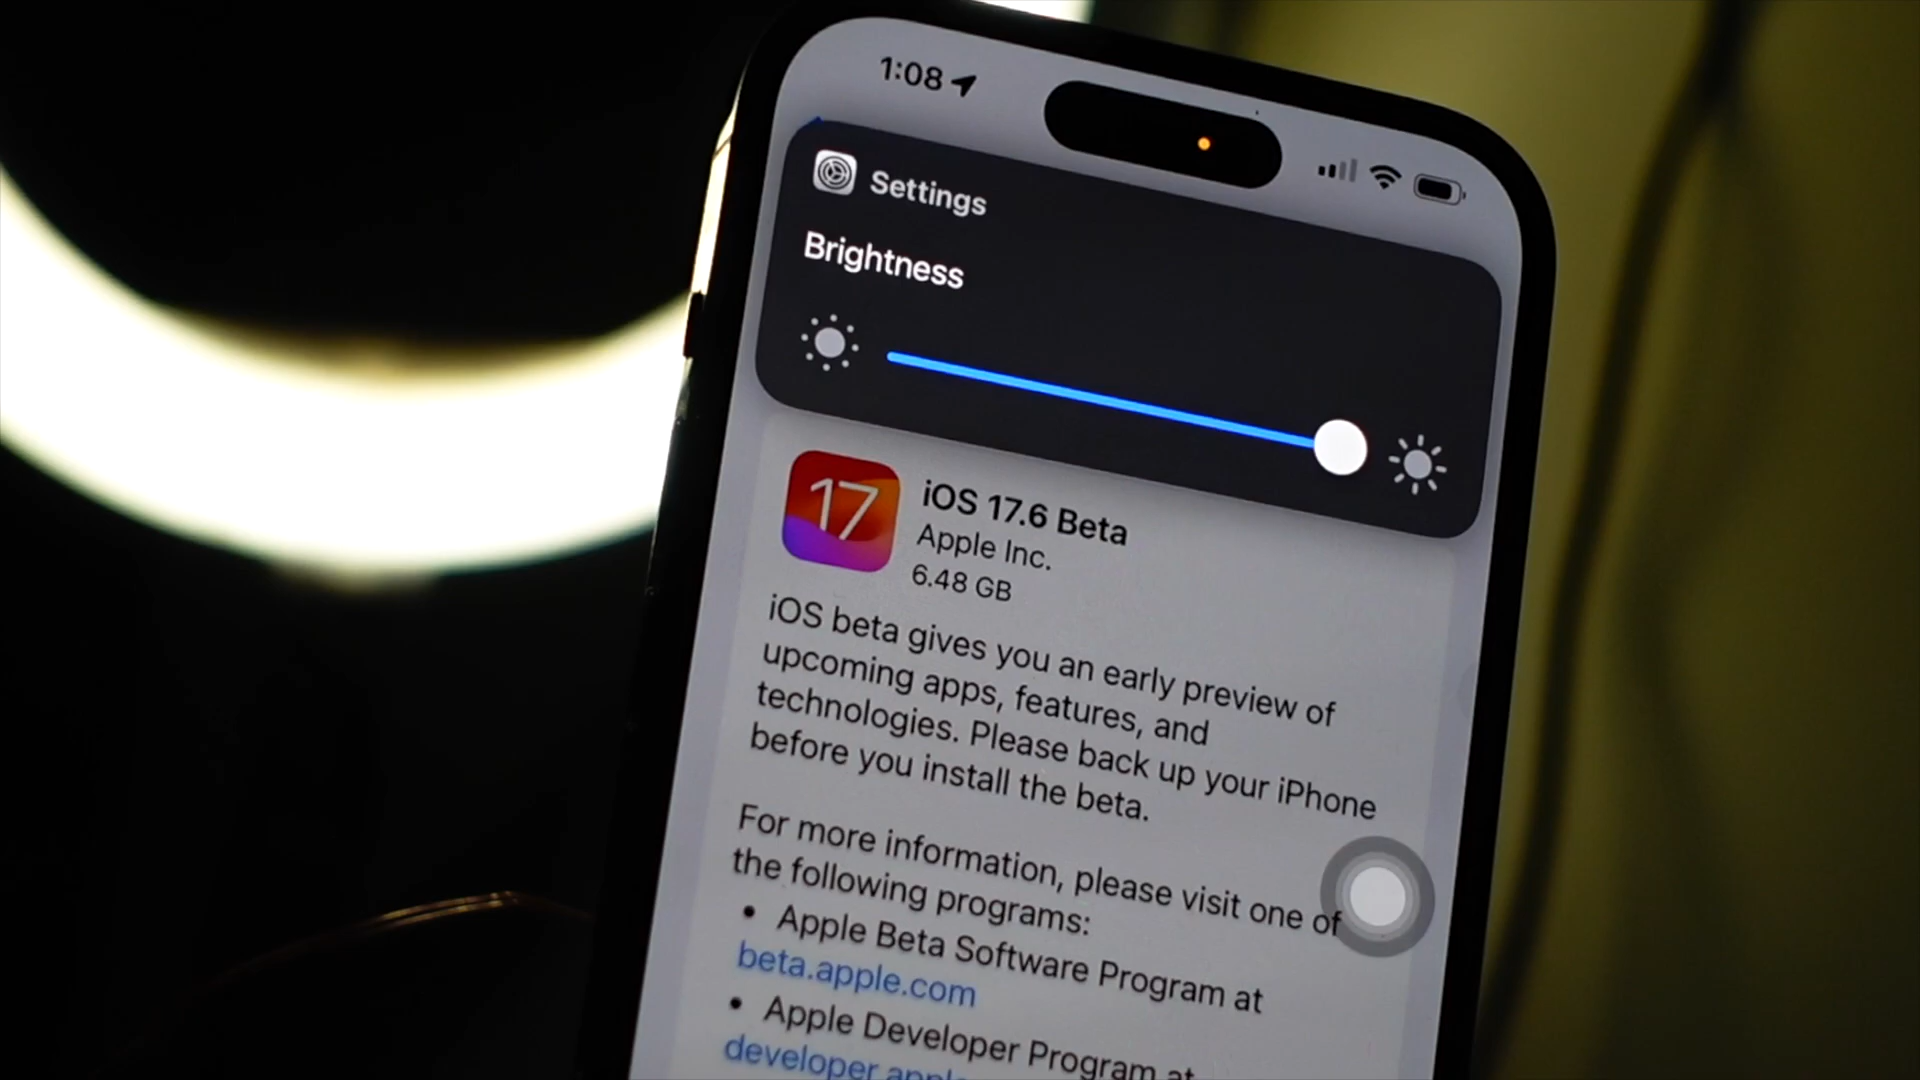 1:08
Settings
Brightness
17
iOS 17.6 Beta
Apple Inc.
6.48 GB
iOS beta gives you an early preview of
upcoming apps, features, and
technologies. Please back up your iPhone
before you install the beta.
For more information, please visit one of
the following programs:
• Apple Beta Software Program at
beta.apple.com
• Apple Developer Program at